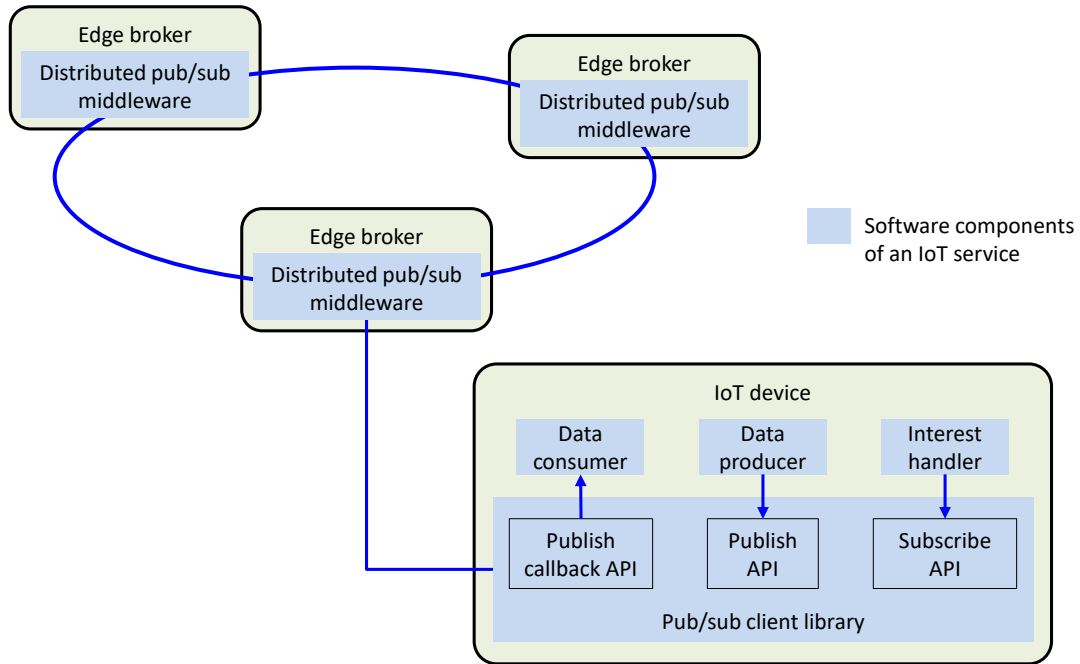 Edge broker
Distributed pub/sub
middleware
Edge broker
Distributed pub/sub
middleware
Edge broker
Distributed pub/sub
middleware
Software components
of an IoT service
IoT device
Data
consumer
Data
producer
Interest
handler
Publish
callback API
Publish
API
Subscribe
API
Pub/sub client library